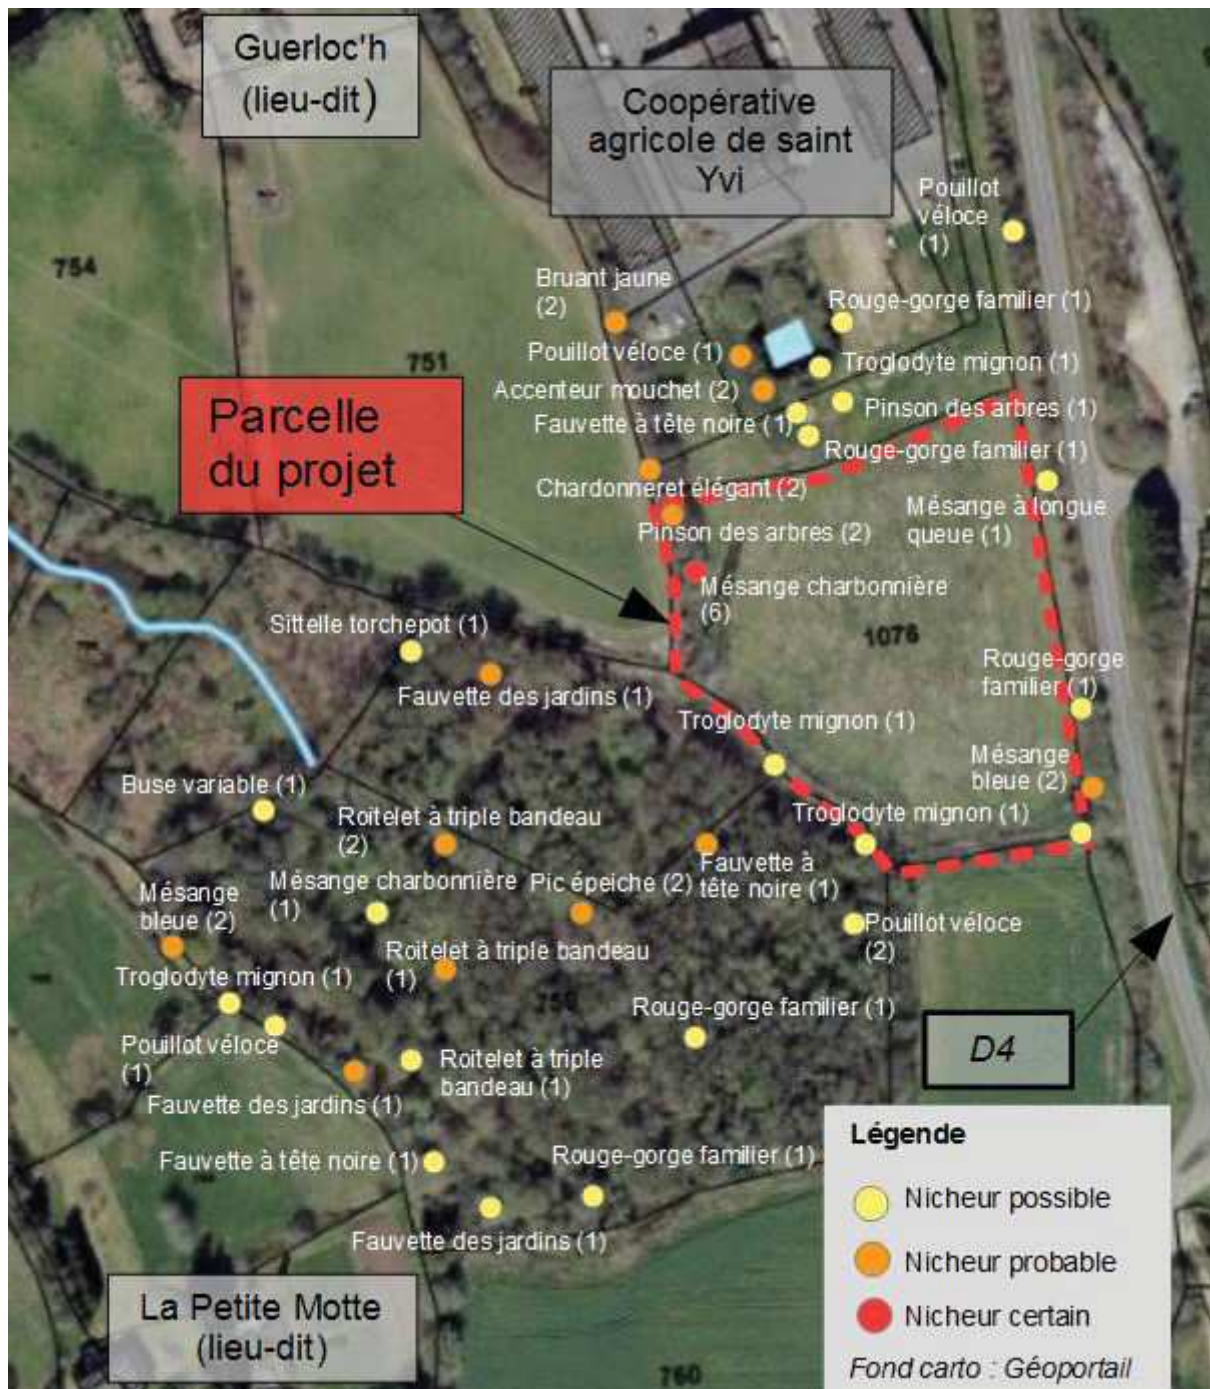 Guerloc'h
(lieu-dit)
Coopérative
agricole de saint
Yvi
Pouillot
véloce
(1)
754
Bruant jaune
(2)
Rouge-gorge familier (1)
751
Pouillot véloce (1)
Troglodyte mignon (1)
Accenteur mouchet (2)
Parcelle
du projet
Pinson des arbres (1)
Fauvette à tête noire (1)
Rouge-gorge familier (1)
Chardonneret élégant (2)
Mésange à longue
queue (1)
Pinson des arbres (2)
Mésange charbonnière
(6)
1076
Sittelle torchepot (1)
Rouge-gorge
familier (1)
Fauvette des jardins (1)
Troglodyte mignon (1)
Mésange
bleue (2)
Buse variable (1)
Roitelet à triple bandeau
(2)
Troglodyte mignon (1)
Mésange charbonnière
(1)
Pic épeiche (2)
Fauvette à
tête noire (1)
Mésange
bleue (2)
Pouillot véloce
(2)
Roitelet à triple bandeau
(1)
Troglodyte mignon (1)
Rouge-gorge familier (1)
Pouillot véloce
(1)
D4
Roitelet à triple
bandeau (1)
Fauvette des jardins (1)
Fauvette à tête noire (1)
Rouge-gorge familier (1)
Fauvette des jardins (1)
Légende
Nicheur possible
Nicheur probable
Nicheur certain
Fond carto : Géoportail
La Petite Motte
(lieu-dit)
760